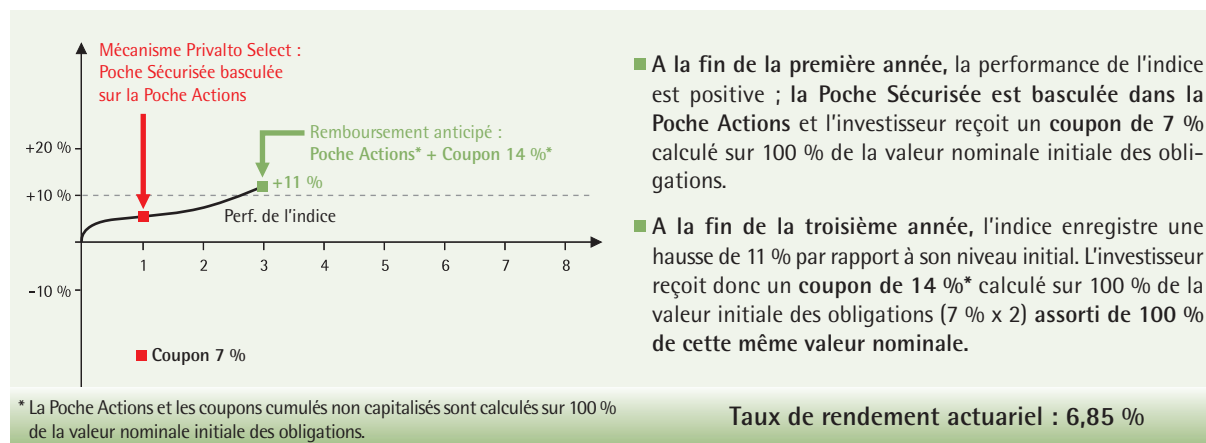 Mécanisme Privalto Select :
Poche Sécurisée basculée
sur la Poche Actions
+20 %
+10 %
-10 %
Remboursement anticipé :
Poche Actions* + Coupon 14 %*
+11 %
Perf. de l'indice
1 2 3 4 5 6 7 8
Coupon 7 %
A la fin de la première année, la performance de l'indice
est positive ; la Poche Sécurisée est basculée dans la
Poche Actions et l'investisseur reçoit un coupon de 7 %
calculé sur 100 % de la valeur nominale initiale des obli-
gations.
A la fin de la troisième année, l'indice enregistre une
hausse de 11 % par rapport à son niveau initial. L'investisseur
reçoit donc un coupon de 14 %* calculé sur 100 % de la
valeur initiale des obligations (7 % x 2) assorti de 100 %
de cette même valeur nominale.
* La Poche Actions et les coupons cumulés non capitalisés sont calculés sur 100 %
de la valeur nominale initiale des obligations.
Taux de rendement actuariel : 6,85 %